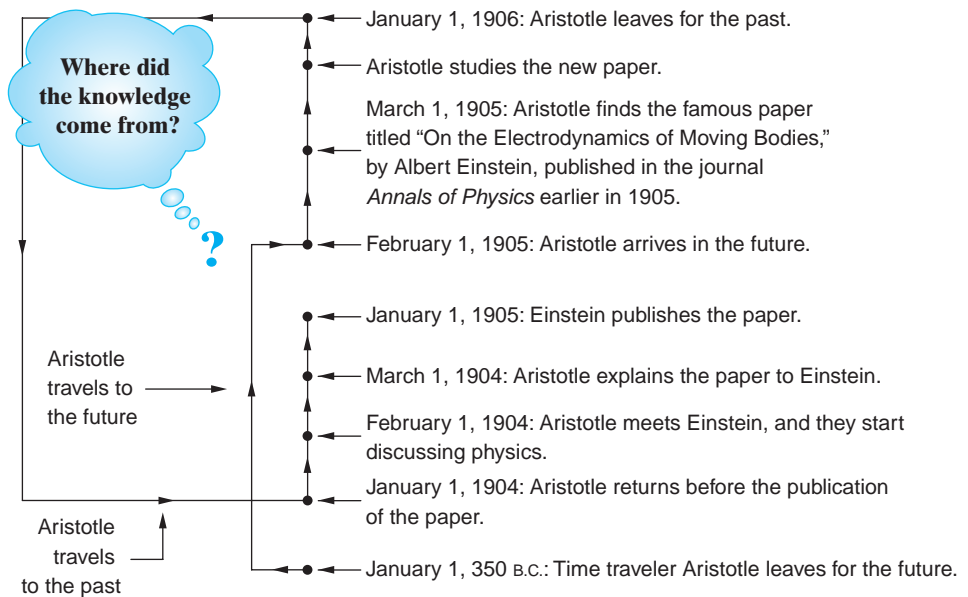 January 1, 1906: Aristotle leaves for the past.
Where did
the knowledge
come from?
Aristotle studies the new paper.
March 1, 1905: Aristotle finds the famous paper
titled “On the Electrodynamics of Moving Bodies,”
by Albert Einstein, published in the journal
Annals of Physics earlier in 1905.
?
February 1, 1905: Aristotle arrives in the future.
January 1, 1905: Einstein publishes the paper.
Aristotle
travels to
the future
March 1, 1904: Aristotle explains the paper to Einstein.
February 1, 1904: Aristotle meets Einstein, and they start
discussing physics.
January 1, 1904: Aristotle returns before the publication
of the paper.
Aristotle
travels
to the past
January 1, 350 B.C.: Time traveler Aristotle leaves for the future.